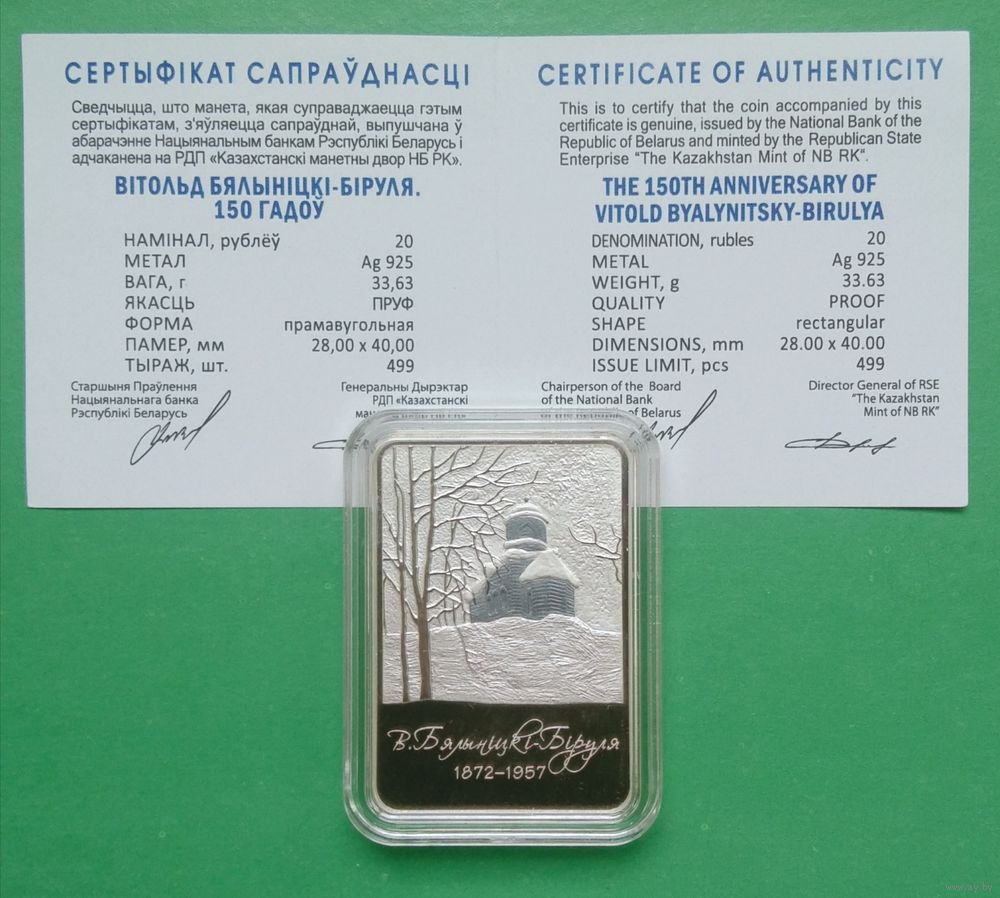 СЕРТЫФІКАТ САПРАЎДНАСЦІ
Сведчыцца, што манета, якая суправаджаецца гэтым
сертыфікатам, з'яўляецца сапраўднай, выпушчана ў
абарачэнне Нацыянальным банкам Рэспублікі Беларусь і
адчаканена на РДП «Казахстанскі манетны двор НБ РК».
ВІТОЛЬД БЯЛЫНІЦКІ-БІРУЛЯ.
150 ГАДОЎ
НАМІНАЛ, рублёў 20
МЕТАЛ Ag 925
ВАГА, г 33,63
ЯКАСЦЬ ПРУФ
ФОРМА прамавугольная
ПАМЕР, мм 28,00 x 40,00
ТЫРАЖ, шт. 499
Старшыня Праўлення
Нацыянальнага банка
Рэспублікі Беларусь
Генеральны Дырэктар
РДП «Казахстанскі
CERTIFICATE OF AUTHENTICITY
This is to certify that the coin accompanied by this
certificate is genuine, issued by the National Bank of the
Republic of Belarus and minted by the Republican State
Enterprise "The Kazakhstan Mint of NB RK".
THE 150TH ANNIVERSARY OF
VITOLD BYALYNITSKY-BIRULYA
DENOMINATION, rubles 20
METAL Ag 925
WEIGHT, g 33.63
QUALITY PROOF
SHAPE rectangular
DIMENSIONS, mm 28.00 x 40.00
ISSUE LIMIT, pcs 499
Chairperson of the Board
of the National Bank
of Belarus
Director General of RSE
"The Kazakhstan
Mint of NB RK"
В. Бялыніцкі-Біруля
1872–1957
www.ay.by